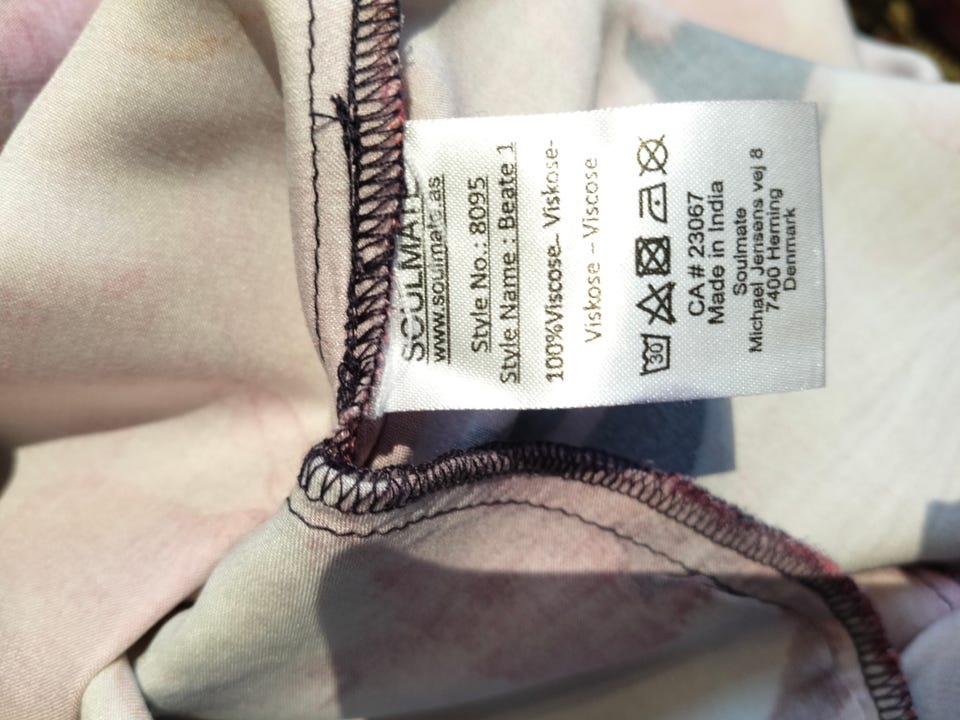 SOULMATE
www.soulmate.as
Style No.: 8095
Style Name : Beate 1
100%Viscose- Viskose-
Viskose - Viscose
30
CA # 23067
Made in India
Soulmate
Michael Jensens vej 8
7400 Herning
Denmark